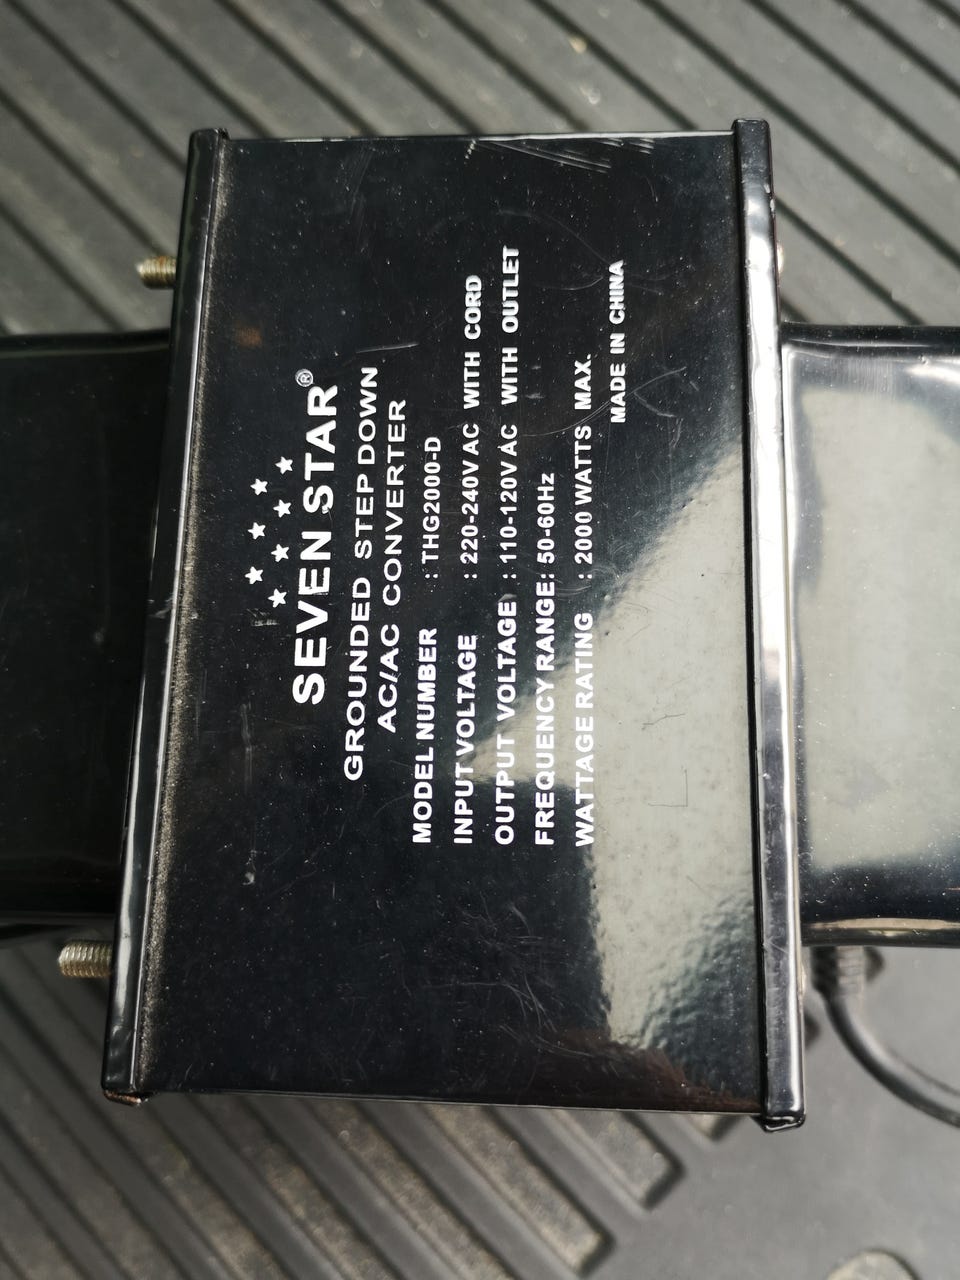 SEVEN STAR®
GROUNDED STEP DOWN
AC/AC CONVERTER
MODEL NUMBER : THG2000-D
INPUT VOLTAGE : 220-240V AC WITH CORD
OUTPUT VOLTAGE : 110-120V AC WITH OUTLET
FREQUENCY RANGE: 50-60Hz
WATTAGE RATING : 2000 WATTS MAX.
MADE IN CHINA